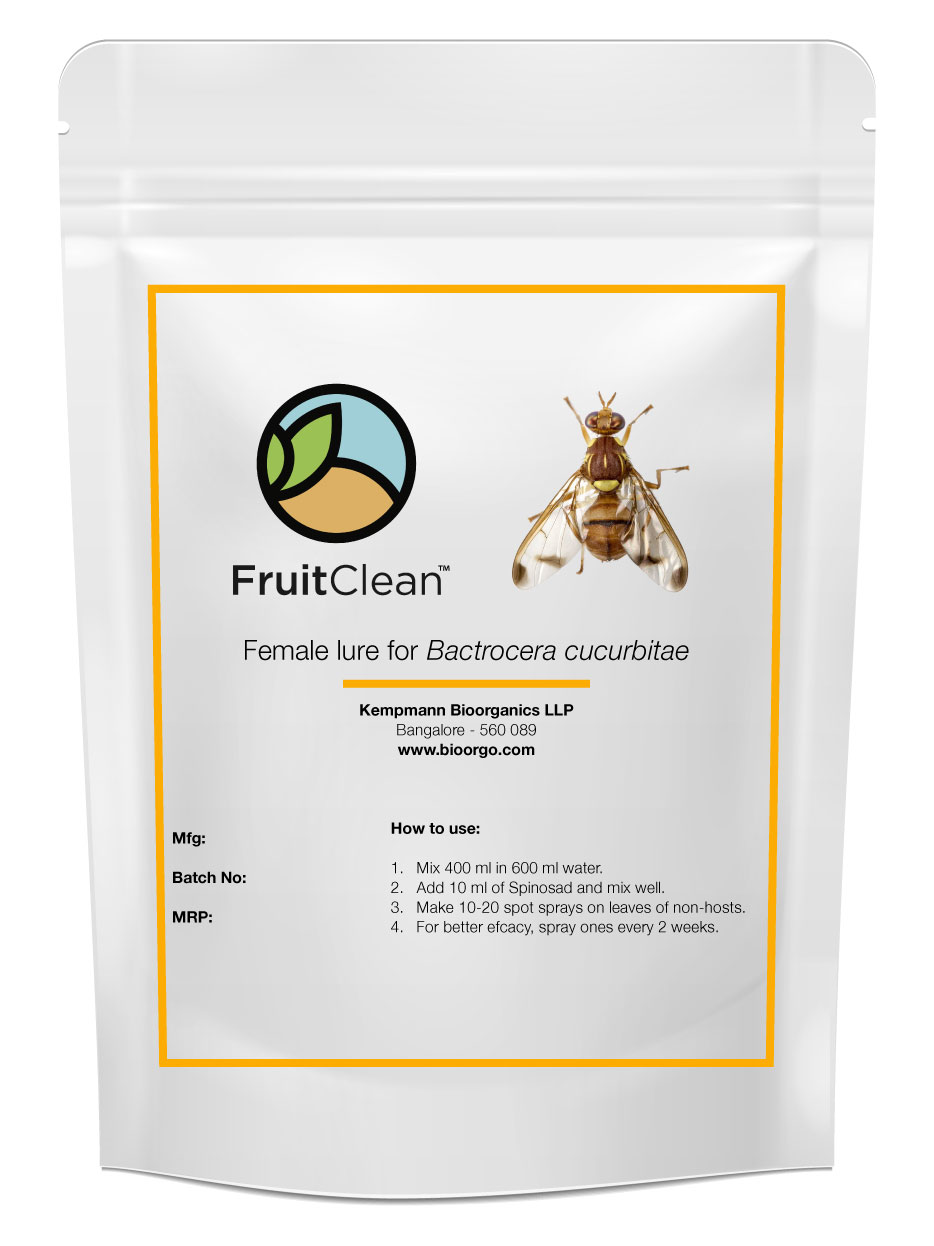 FruitClean™
Female lure for Bactrocera cucurbitae
Kempmann Bioorganics LLP
Bangalore - 560 089
www.bioorgo.com
Mfg:
Batch No:
MRP:
How to use:
1. Mix 400 ml in 600 ml water.
2. Add 10 ml of Spinosad and mix well.
3. Make 10-20 spot sprays on leaves of non-hosts.
4. For better efcacy, spray ones every 2 weeks.